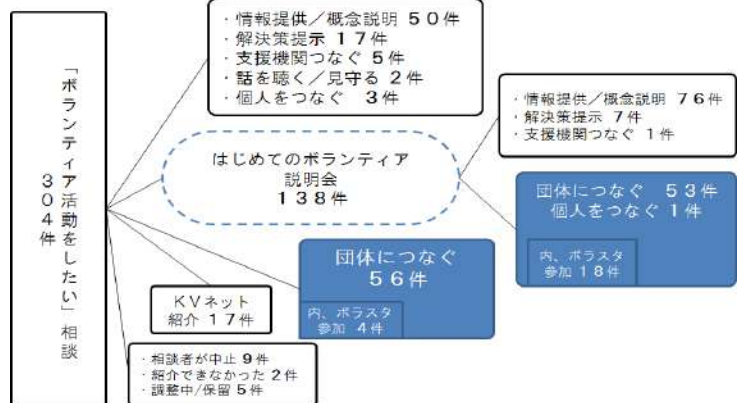 「ボランティア活動をしたい」相談
３０４件
・情報提供／概念説明 ５０件
・解決策提示 １７件
・支援機関つなぐ ５件
・話を聴く／見守る ２件
・個人をつなぐ　３件
はじめてのボランティア
説明会
１３８件
・情報提供／概念説明 ７６件
・解決策提示 ７件
・支援機関つなぐ １件
団体につなぐ　５３件
個人をつなぐ １件
内、ボラスタ
参加 １８件
団体につなぐ
５６件
内、ボラスタ
参加 ４件
ＫＶネット
紹介 １７件
・相談者が中止 ９件
・紹介できなかった ２件
・調整中/保留 ５件